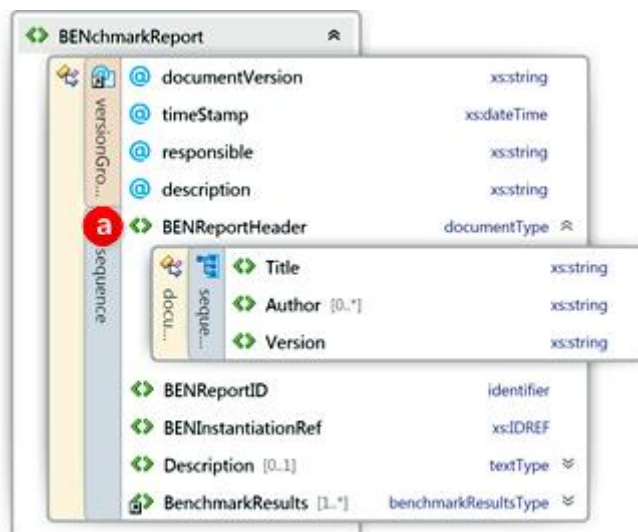 BENchmarkReport
documentVersion xs:string
timeStamp xs:dateTime
responsible xs:string
description xs:string
versionGro...
a BENReportHeader documentType
sequence
Title xs:string
Author [0..*] xs:string
Version xs:string
docu...
seque...
BENReportID identifier
BENInstantiationRef xs:IDREF
Description [0..1] textType
BenchmarkResults [1..*] benchmarkResultsType